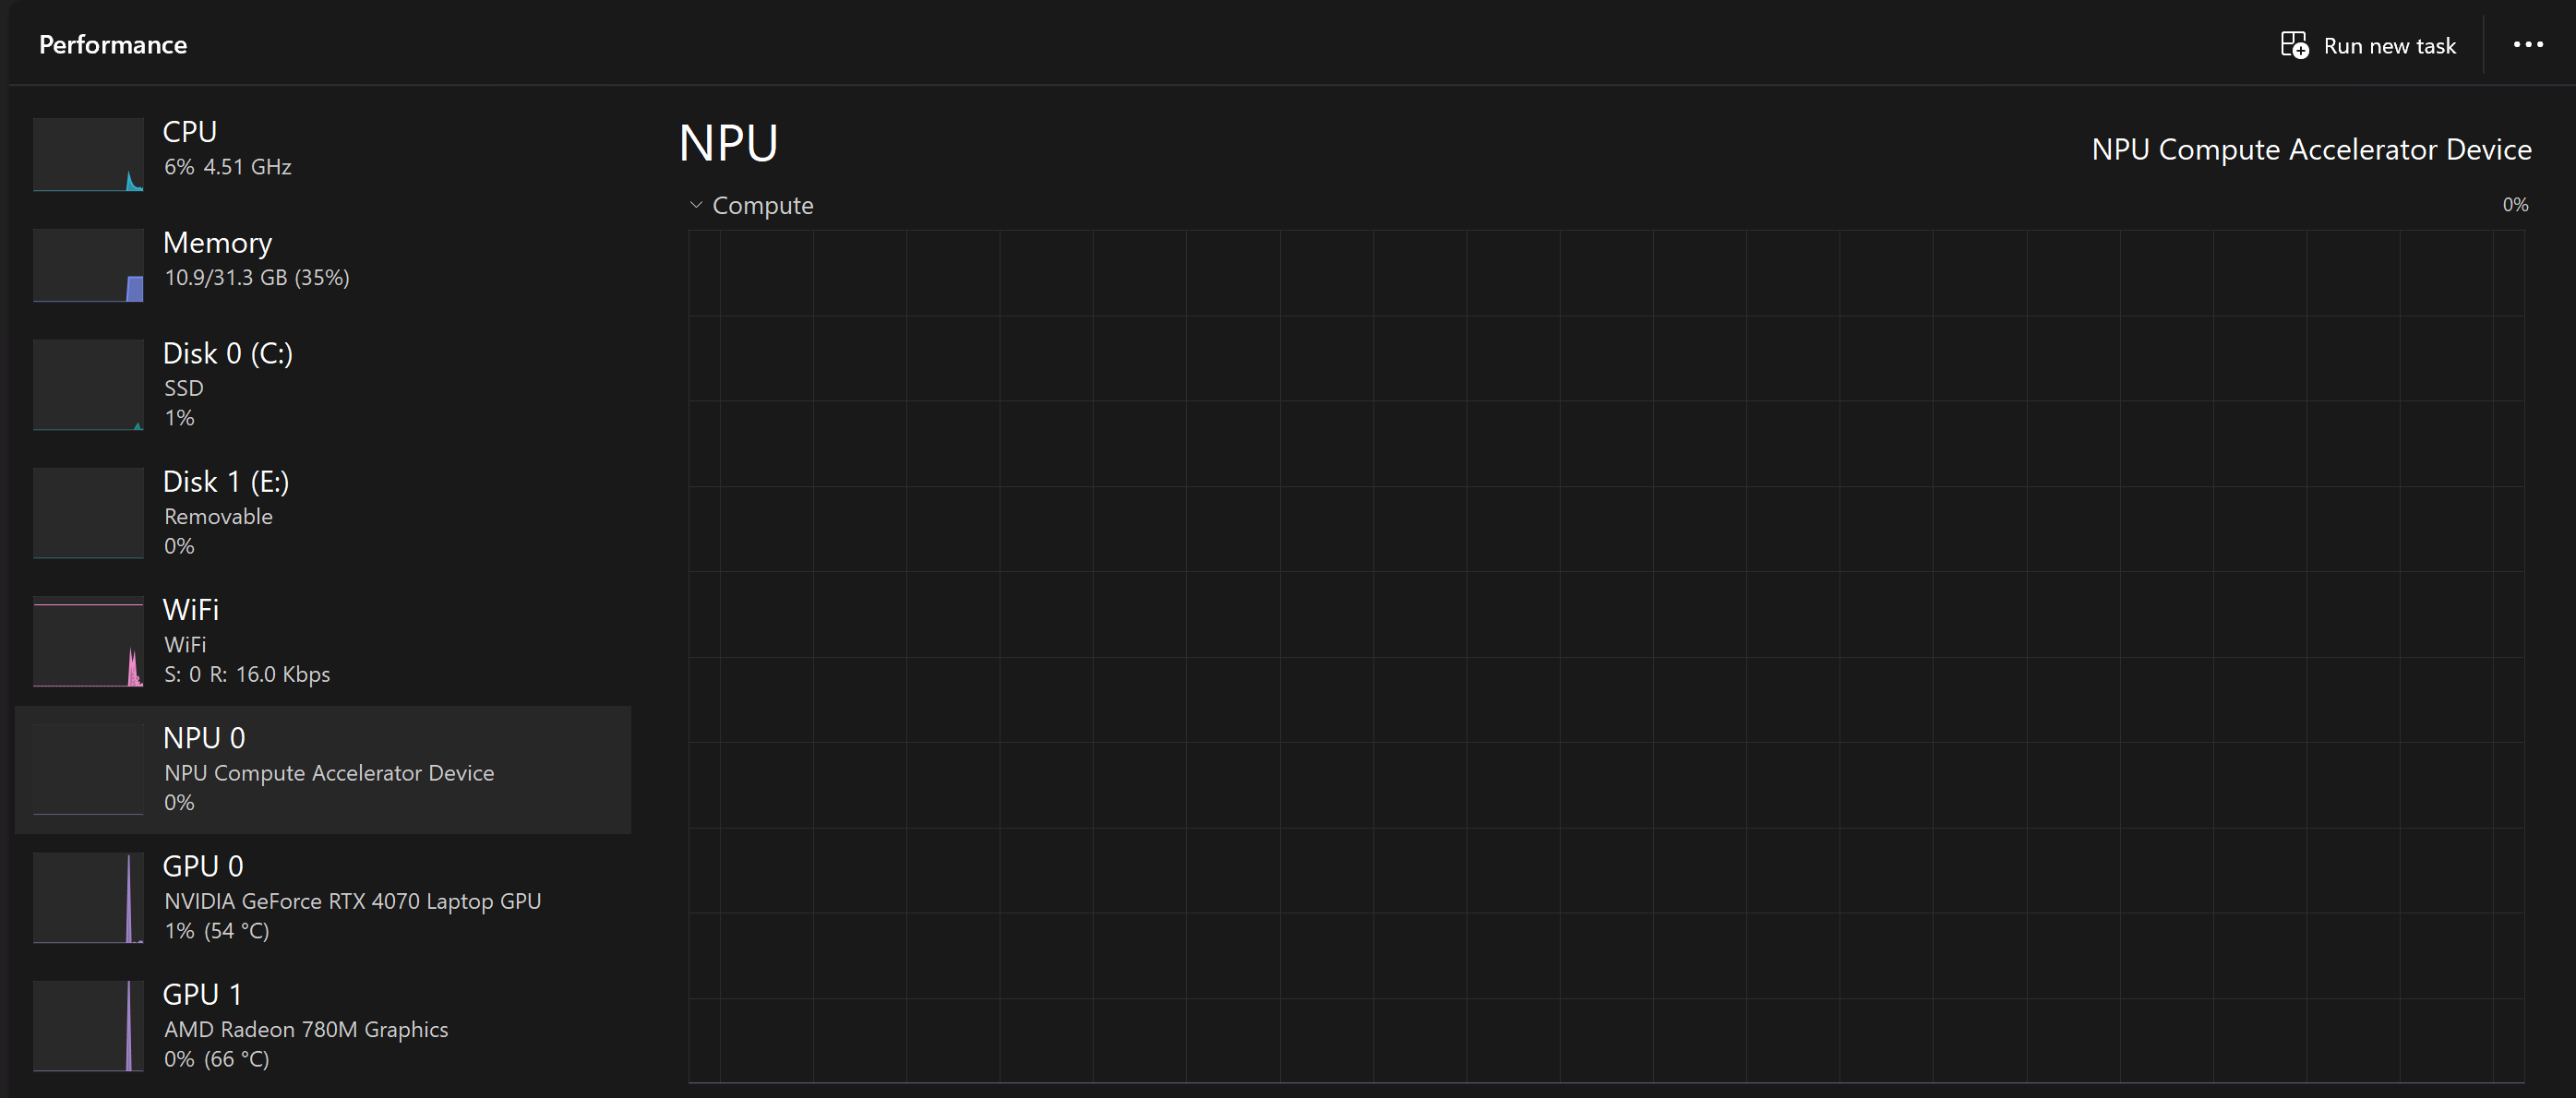 Performance
Run new task
CPU
6% 4.51 GHz
Memory
10.9/31.3 GB (35%)
Disk 0 (C:)
SSD
1%
Disk 1 (E:)
Removable
0%
WiFi
WiFi
S: 0 R: 16.0 Kbps
NPU 0
NPU Compute Accelerator Device
0%
GPU 0
NVIDIA GeForce RTX 4070 Laptop GPU
1% (54 °C)
GPU 1
AMD Radeon 780M Graphics
0% (66 °C)
NPU
NPU Compute Accelerator Device
Compute
0%